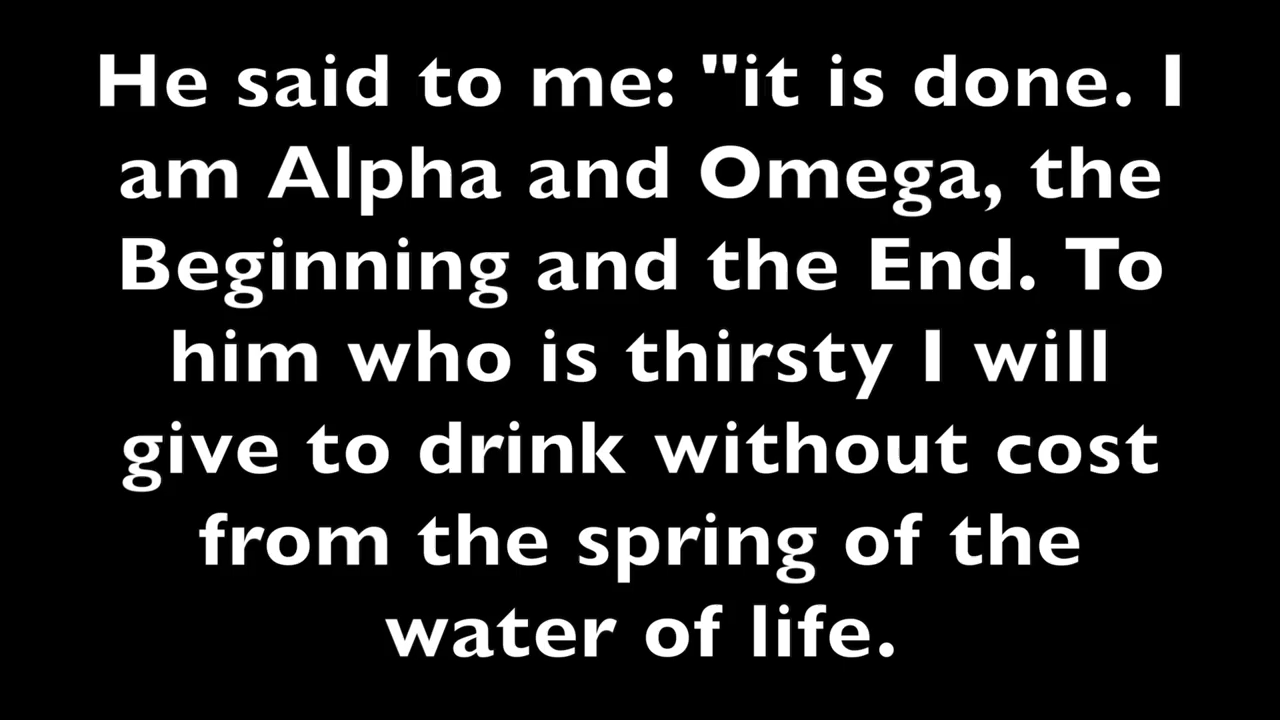 He said to me: "it is done. I
am Alpha and Omega, the
Beginning and the End. To
him who is thirsty I will
give to drink without cost
from the spring of the
water of life.